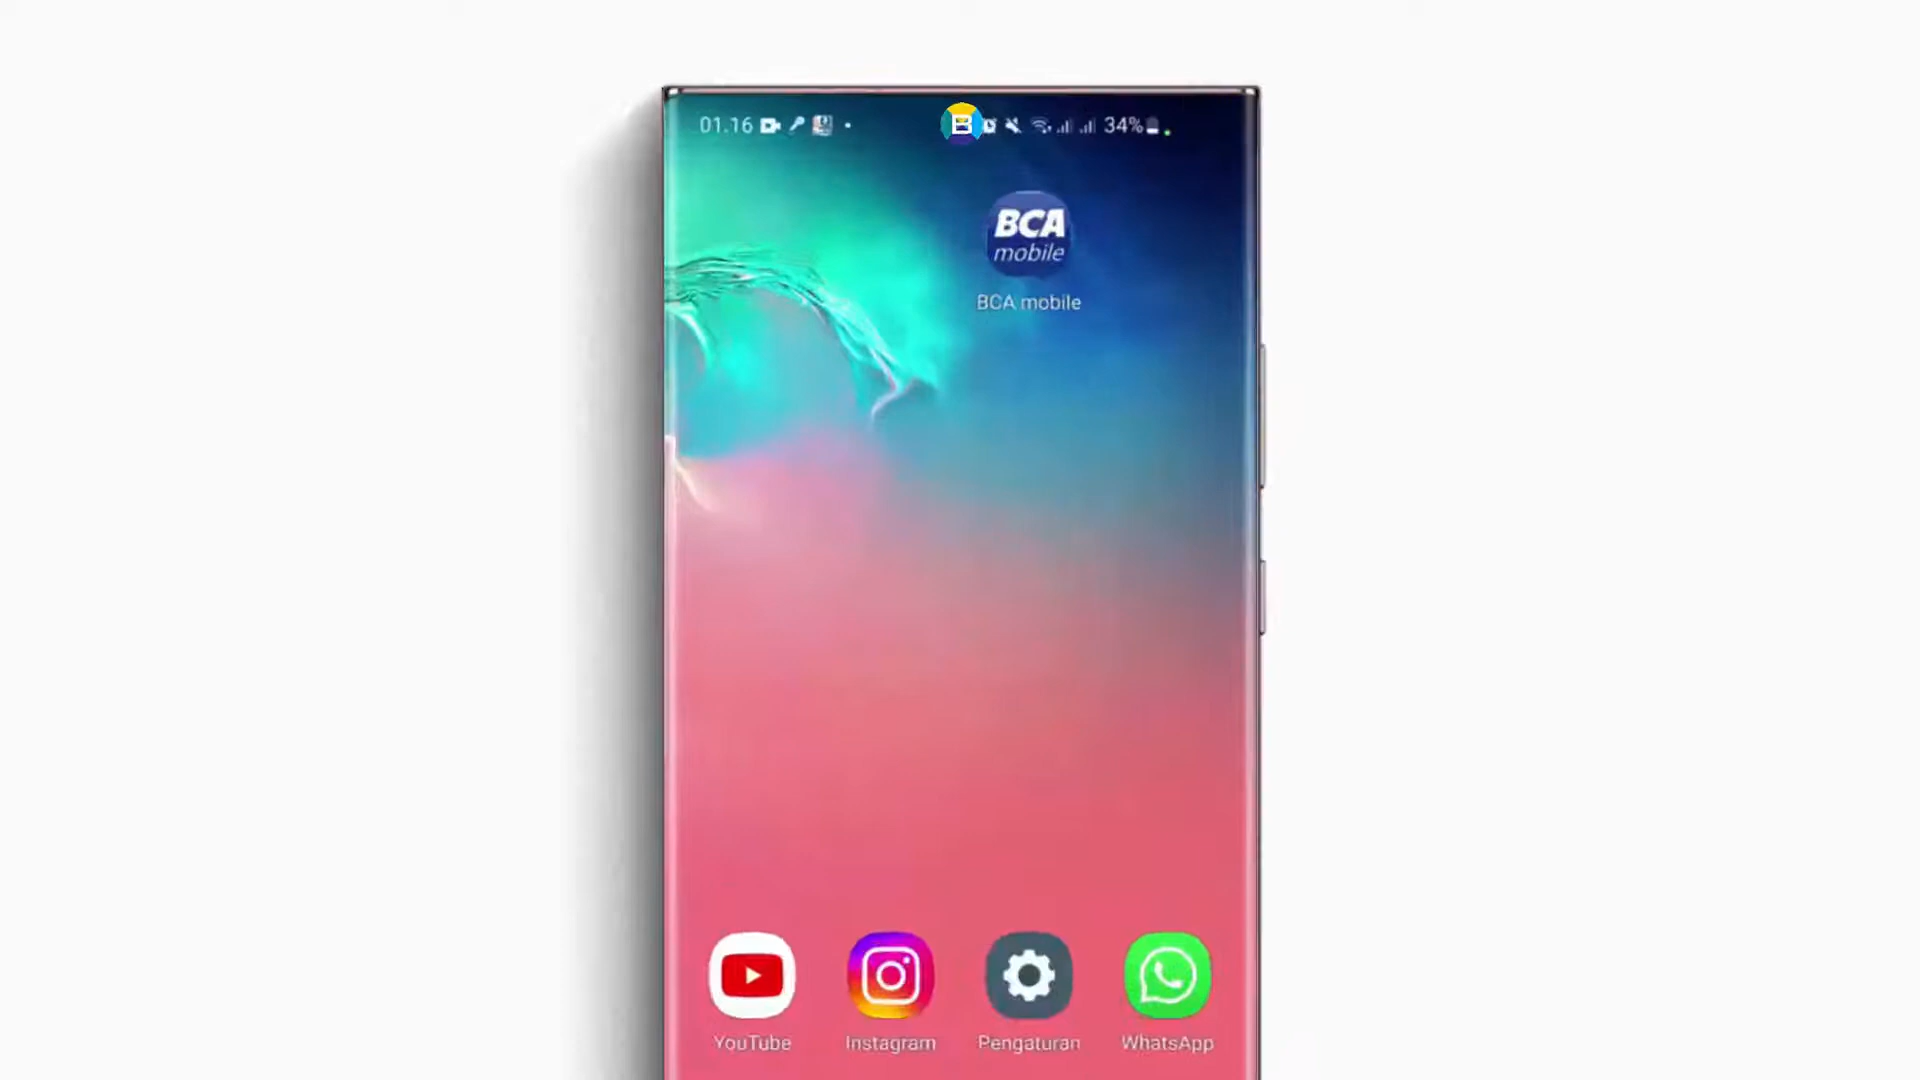 01.16
B
34%
BCA
mobile
BCA mobile
YouTube
Instagram
Pengaturan
WhatsApp